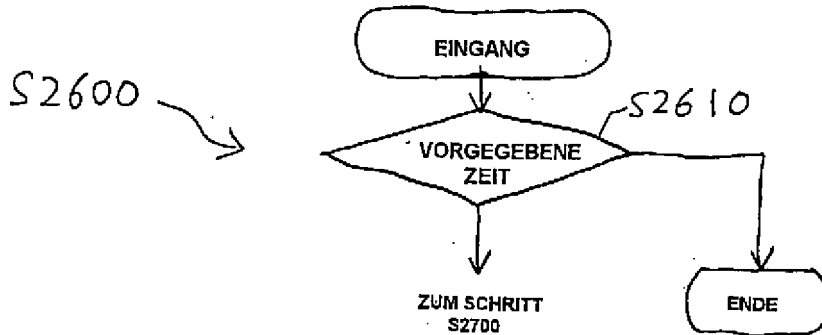 EINGANG
S2600
S2610
VORGEGEBENE
ZEIT
ZUM SCHRITT
S2700
ENDE